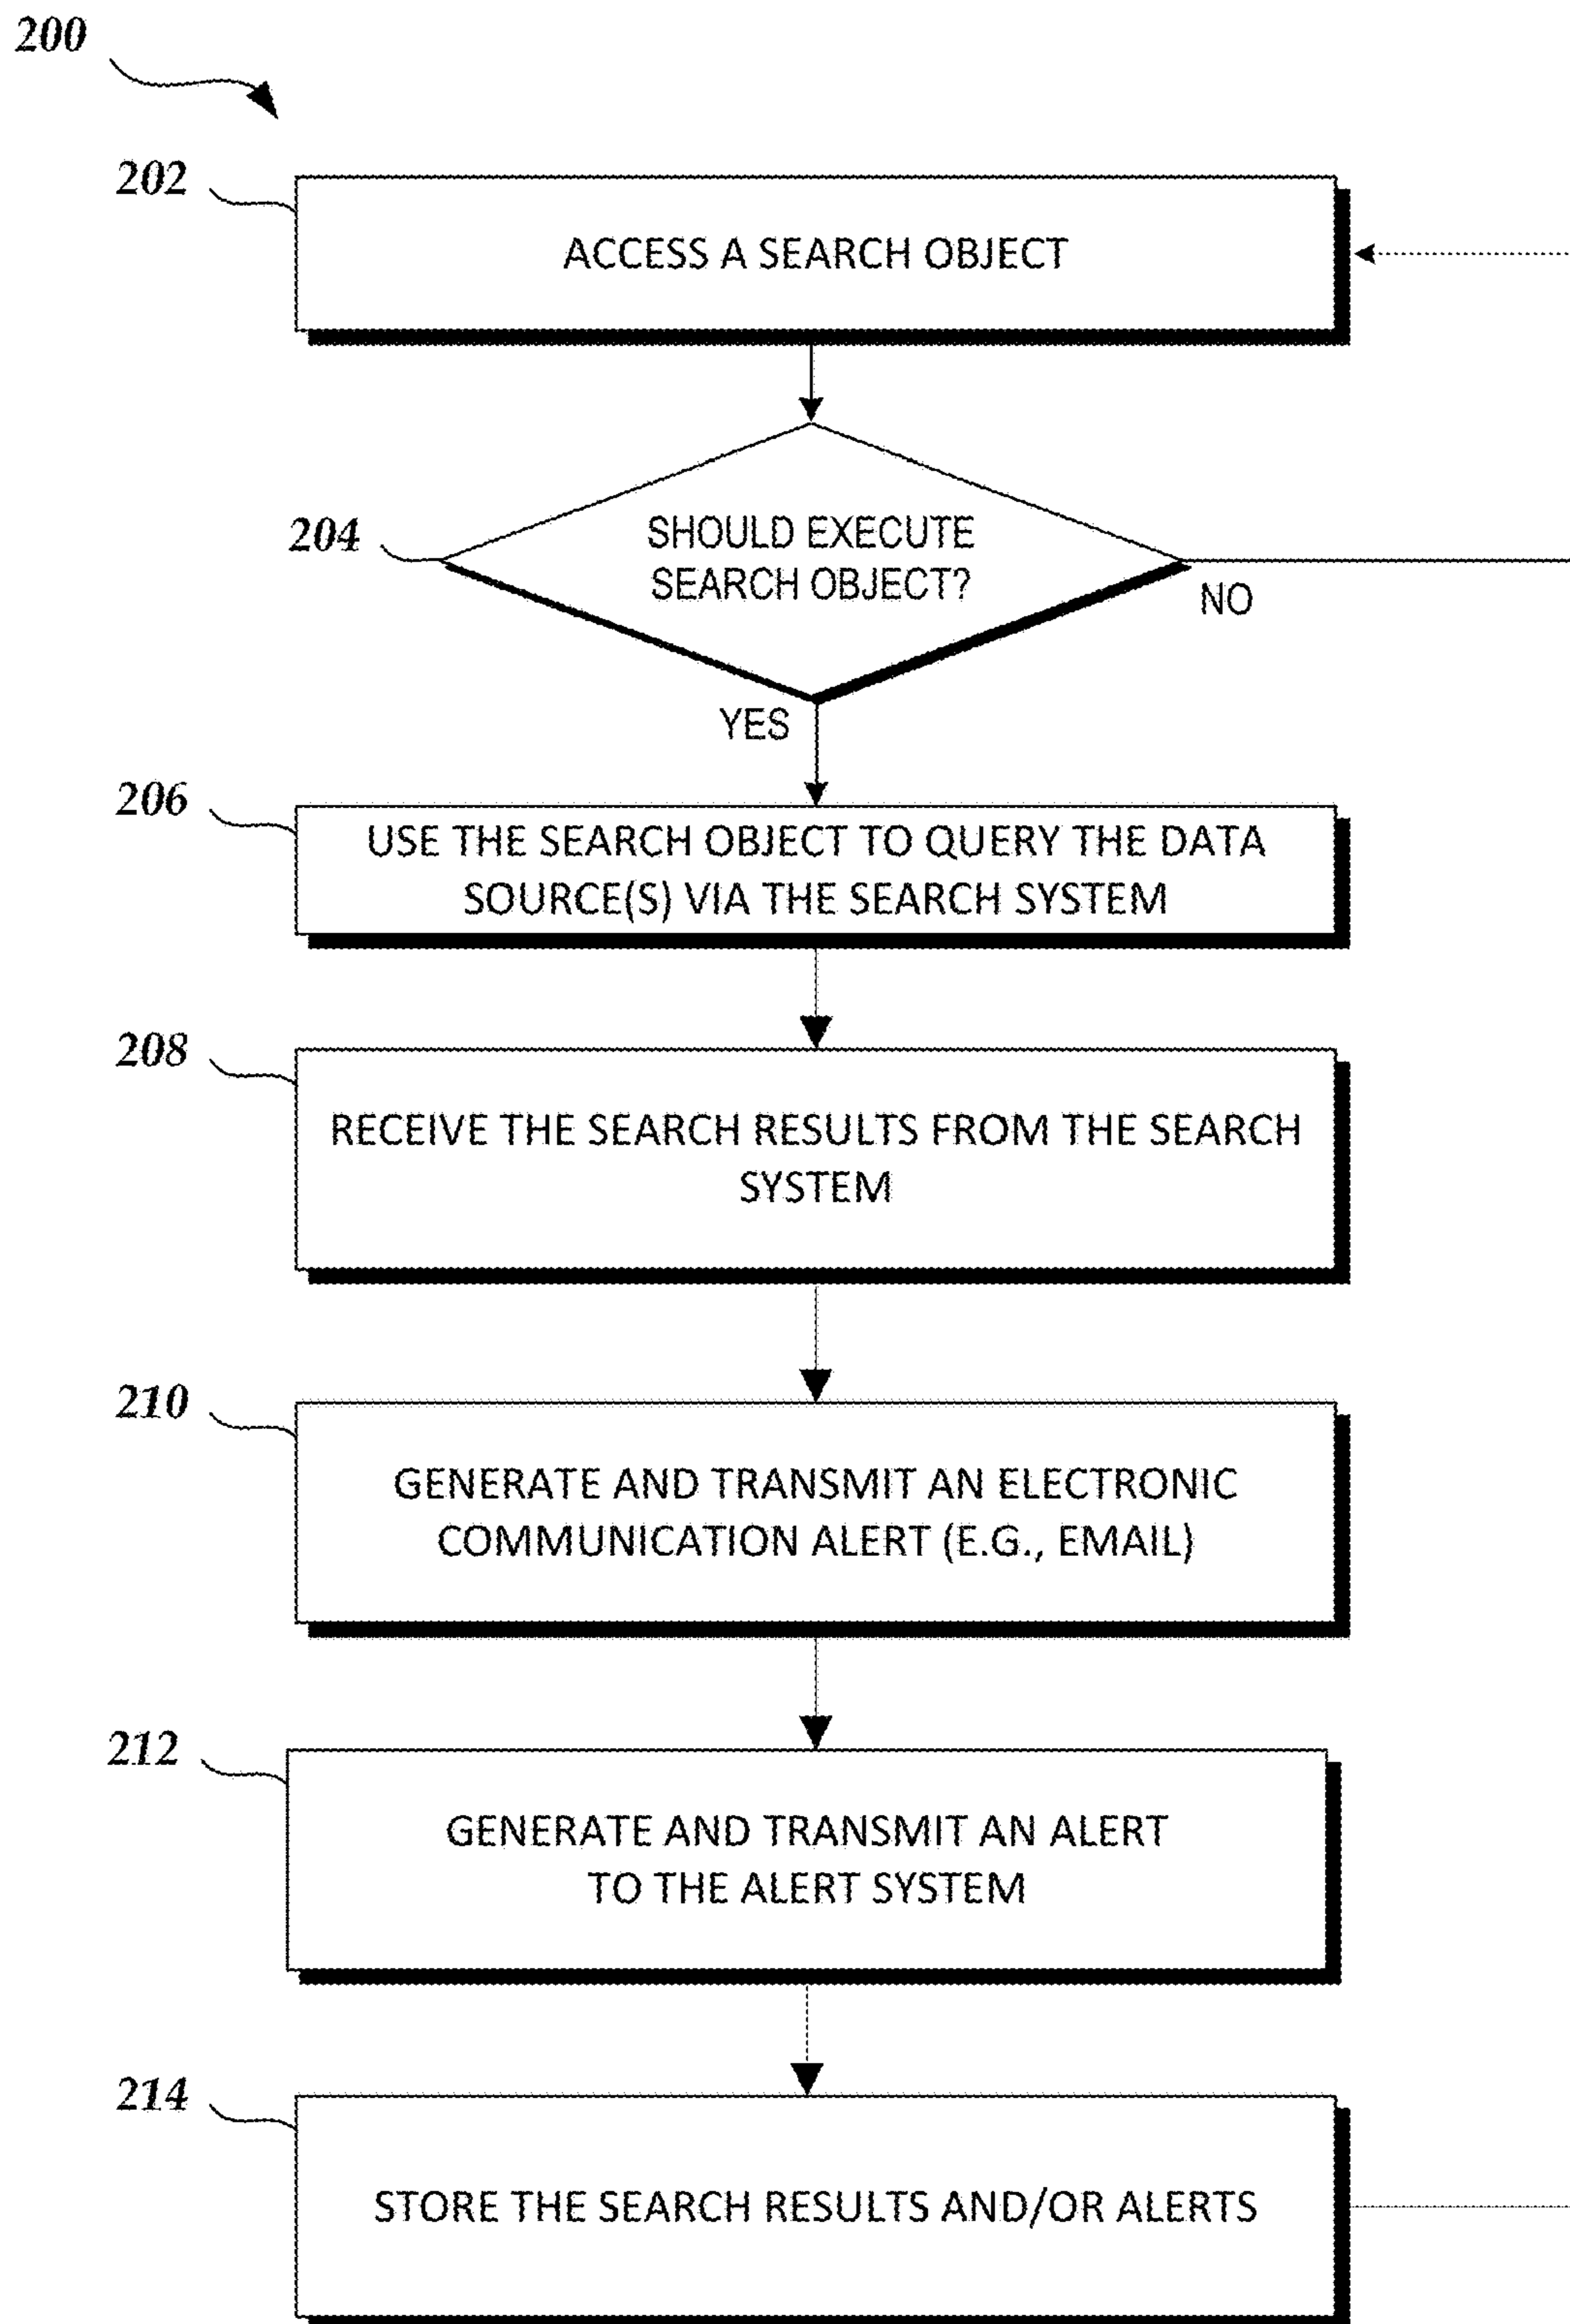 200
202
ACCESS A SEARCH OBJECT
204
SHOULD EXECUTE
SEARCH OBJECT?
NO
YES
206
USE THE SEARCH OBJECT TO QUERY THE DATA
SOURCE(S) VIA THE SEARCH SYSTEM
208
RECEIVE THE SEARCH RESULTS FROM THE SEARCH
SYSTEM
210
GENERATE AND TRANSMIT AN ELECTRONIC
COMMUNICATION ALERT (E.G., EMAIL)
212
GENERATE AND TRANSMIT AN ALERT
TO THE ALERT SYSTEM
214
STORE THE SEARCH RESULTS AND/OR ALERTS